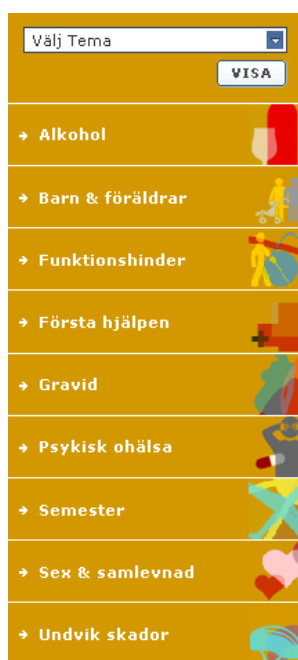 Välj Tema
VISA
Alkohol
Barn & föräldrar
Funktionshinder
Första hjälpen
Gravid
Psykisk ohälsa
Semester
Sex & samlevnad
Undvik skador